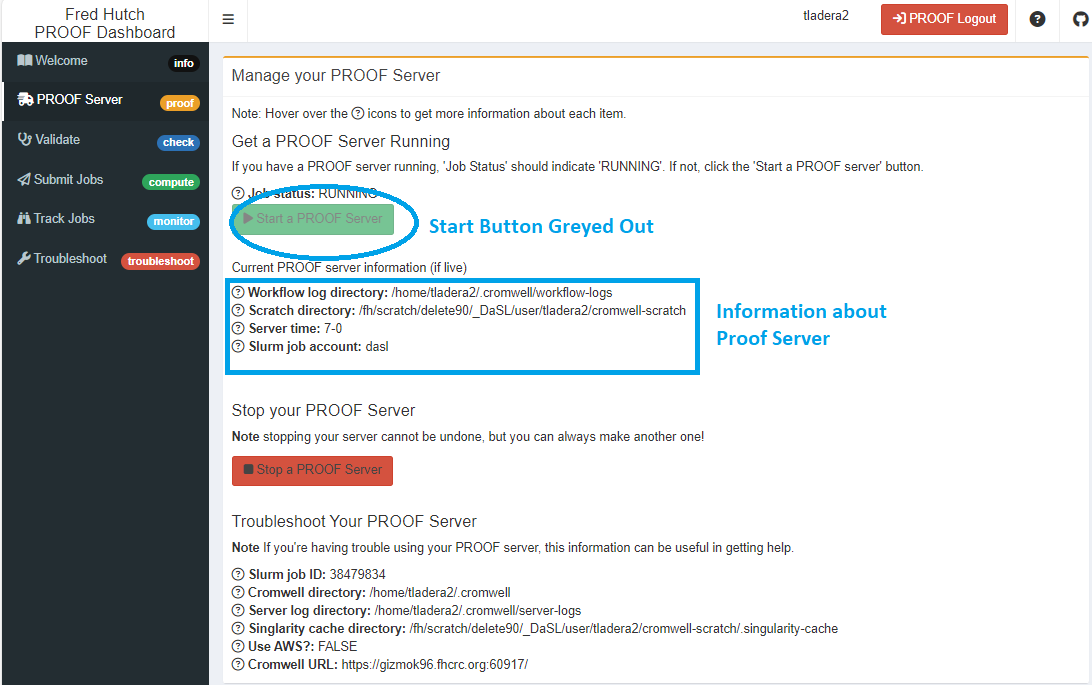 Fred Hutch
PROOF Dashboard
tladera2
PROOF Logout
Welcome
info
PROOF Server
proof
Validate
check
Submit Jobs
compute
Track Jobs
monitor
Troubleshoot
troubleshoot
Manage your PROOF Server
Note: Hover over the ? icons to get more information about each item.
Get a PROOF Server Running
If you have a PROOF server running, 'Job Status' should indicate 'RUNNING'. If not, click the 'Start a PROOF server' button.
? Job status: RUNNING
Start a PROOF Server
Start Button Greyed Out
Current PROOF server information (if live)
? Workflow log directory: /home/tladera2/.cromwell/workflow-logs
? Scratch directory: /fh/scratch/delete90/_DaSL/user/tladera2/cromwell-scratch
? Server time: 7-0
? Slurm job account: dasl
Information about
Proof Server
Stop your PROOF Server
Note stopping your server cannot be undone, but you can always make another one!
Stop a PROOF Server
Troubleshoot Your PROOF Server
Note If you're having trouble using your PROOF server, this information can be useful in getting help.
? Slurm job ID: 38479834
? Cromwell directory: /home/tladera2/.cromwell
? Server log directory: /home/tladera2/.cromwell/server-logs
? Singlarity cache directory: /fh/scratch/delete90/_DaSL/user/tladera2/cromwell-scratch/.singularity-cache
? Use AWS?: FALSE
? Cromwell URL: https://gizmok96.fhcrc.org:60917/